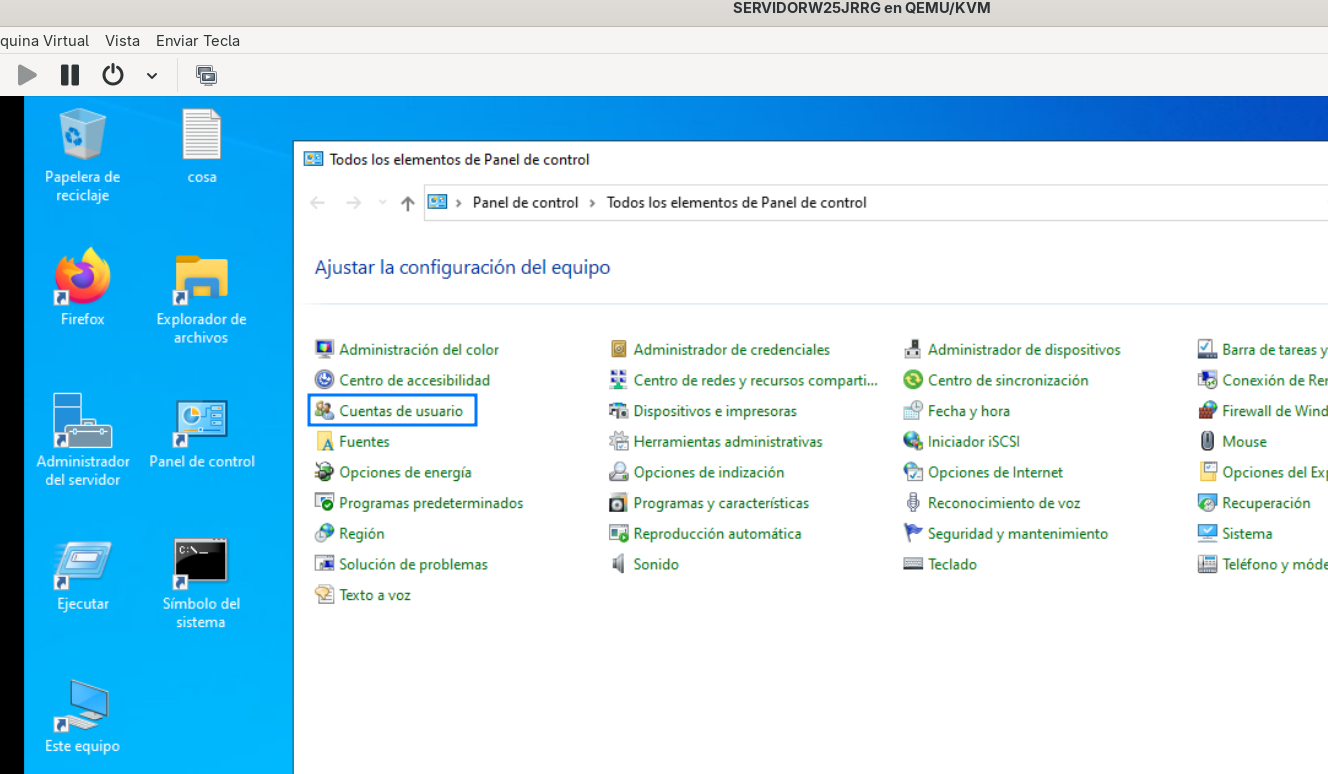 SERVIDORW25JRRG en QEMU/KVM
quina Virtual Vista Enviar Tecla
Papelera de
reciclaje
cosa
Firefox
Explorador de
archivos
Administrador
del servidor
Panel de control
Ejecutar
C:\._
Símbolo del
sistema
Este equipo
Todos los elementos de Panel de control
Panel de control > Todos los elementos de Panel de control
Ajustar la configuración del equipo
Administración del color Administrador de credenciales Administrador de dispositivos Barra de tareas y
Centro de accesibilidad Centro de redes y recursos comparti... Centro de sincronización Conexión de Re
Cuentas de usuario Dispositivos e impresoras Fecha y hora Firewall de Wind
Fuentes Herramientas administrativas Iniciador iSCSI Mouse
Opciones de energía Opciones de indización Opciones de Internet Opciones del Exp
Programas predeterminados Programas y características Reconocimiento de voz Recuperación
Región Reproducción automática Seguridad y mantenimiento Sistema
Solución de problemas Sonido Teclado Teléfono y móde
Texto a voz